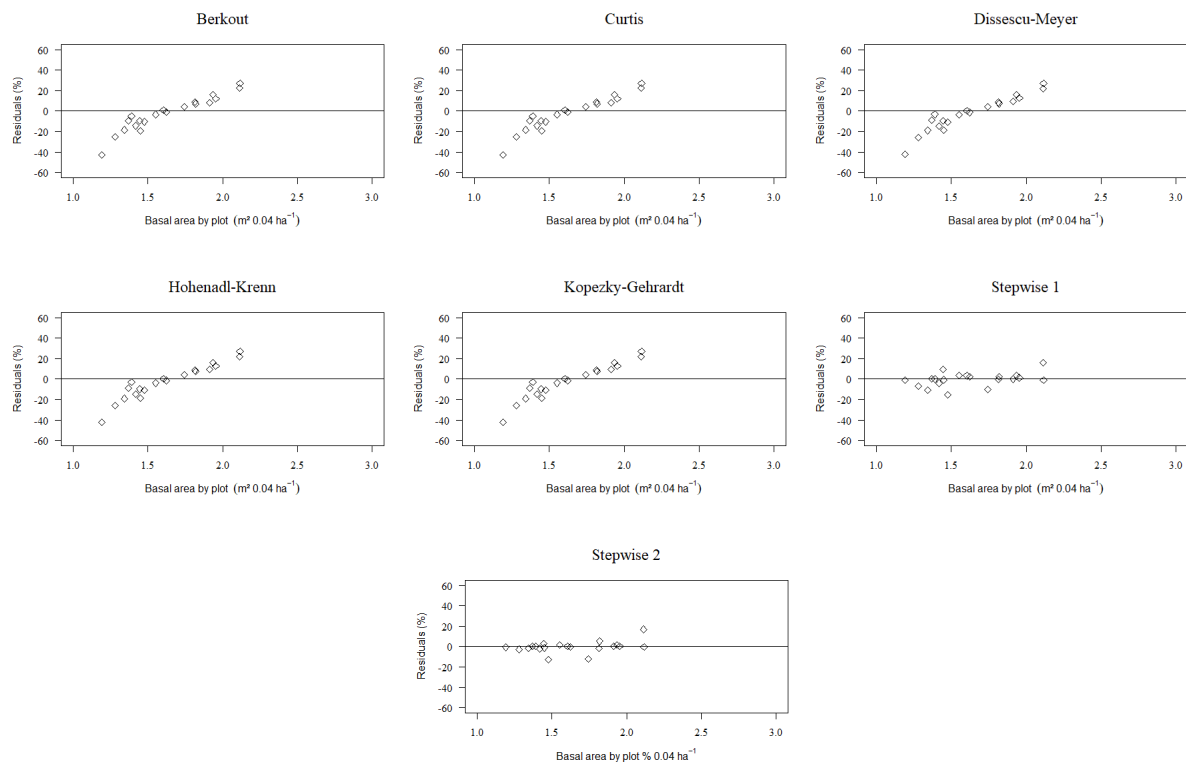 Berkout
Curtis
Dissescu-Meyer
Residuals (%)
60
40
20
0
-20
-40
-60
1.0 1.5 2.0 2.5 3.0
Basal area by plot (m² 0.04 ha⁻¹)
Residuals (%)
60
40
20
0
-20
-40
-60
1.0 1.5 2.0 2.5 3.0
Basal area by plot (m² 0.04 ha⁻¹)
Residuals (%)
60
40
20
0
-20
-40
-60
1.0 1.5 2.0 2.5 3.0
Basal area by plot (m² 0.04 ha⁻¹)
Hohenadl-Krenn
Kopezky-Gehrardt
Stepwise 1
Residuals (%)
60
40
20
0
-20
-40
-60
1.0 1.5 2.0 2.5 3.0
Basal area by plot (m² 0.04 ha⁻¹)
Residuals (%)
60
40
20
0
-20
-40
-60
1.0 1.5 2.0 2.5 3.0
Basal area by plot (m² 0.04 ha⁻¹)
Residuals (%)
60
40
20
0
-20
-40
-60
1.0 1.5 2.0 2.5 3.0
Basal area by plot (m² 0.04 ha⁻¹)
Stepwise 2
Residuals (%)
60
40
20
0
-20
-40
-60
1.0 1.5 2.0 2.5 3.0
Basal area by plot % 0.04 ha⁻¹